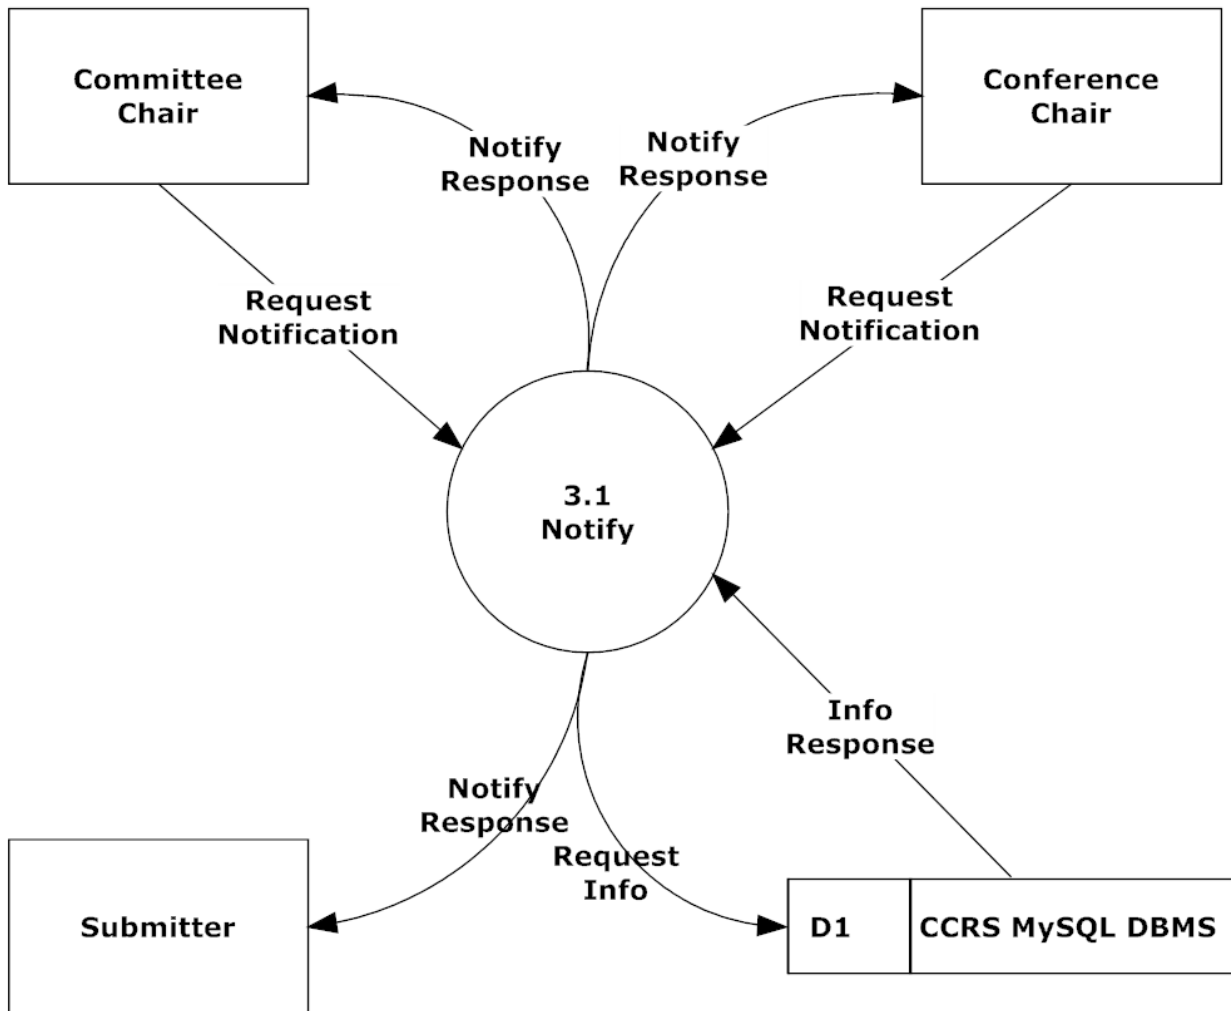 Committee
Chair
Conference
Chair
Notify
Response
Notify
Response
Request
Notification
Request
Notification
3.1
Notify
Info
Response
Notify
Response
Request
Info
Submitter
D1
CCRS MySQL DBMS